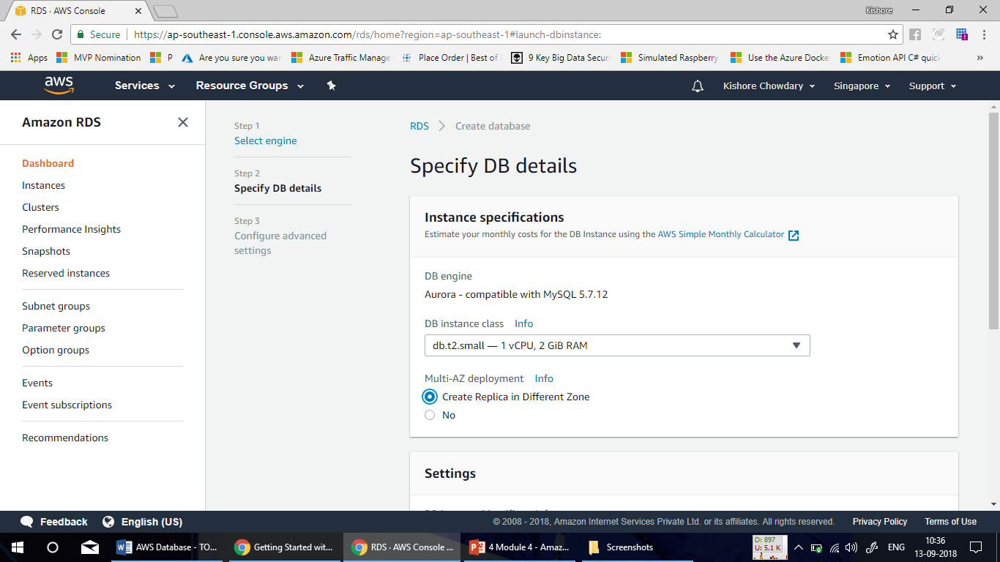 RDS · AWS Console
Kishore
Secure
https://ap-southeast-1.console.aws.amazon.com/rds/home?region=ap-southeast-1#launch-dbinstance:
Apps
MVP Nomination
P
Are you sure you wan
Azure Traffic Manage
Place Order | Best of
9 Key Big Data Secur
Simulated Raspberry
Use the Azure Docke
Emotion API C# quick
»
aws
Services
Resource Groups
Kishore Chowdary
Singapore
Support
Amazon RDS
Dashboard
Instances
Clusters
Performance Insights
Snapshots
Reserved instances
Subnet groups
Parameter groups
Option groups
Events
Event subscriptions
Recommendations
Step 1
Select engine
Step 2
Specify DB details
Step 3
Configure advanced
settings
RDS
Create database
Specify DB details
Instance specifications
Estimate your monthly costs for the DB Instance using the AWS Simple Monthly Calculator
DB engine
Aurora - compatible with MySQL 5.7.12
DB instance class Info
db.t2.small — 1 vCPU, 2 GiB RAM
Multi-AZ deployment Info
Create Replica in Different Zone
No
Settings
Feedback
English (US)
© 2008 - 2018, Amazon Internet Services Private Ltd. or its affiliates. All rights reserved.
Privacy Policy
Terms of Use
AWS Database - TO...
Getting Started wit...
RDS · AWS Console ...
4 Module 4 - Amaz...
Screenshots
D: 897
U: 5.1 K
ENG
10:36
13-09-2018